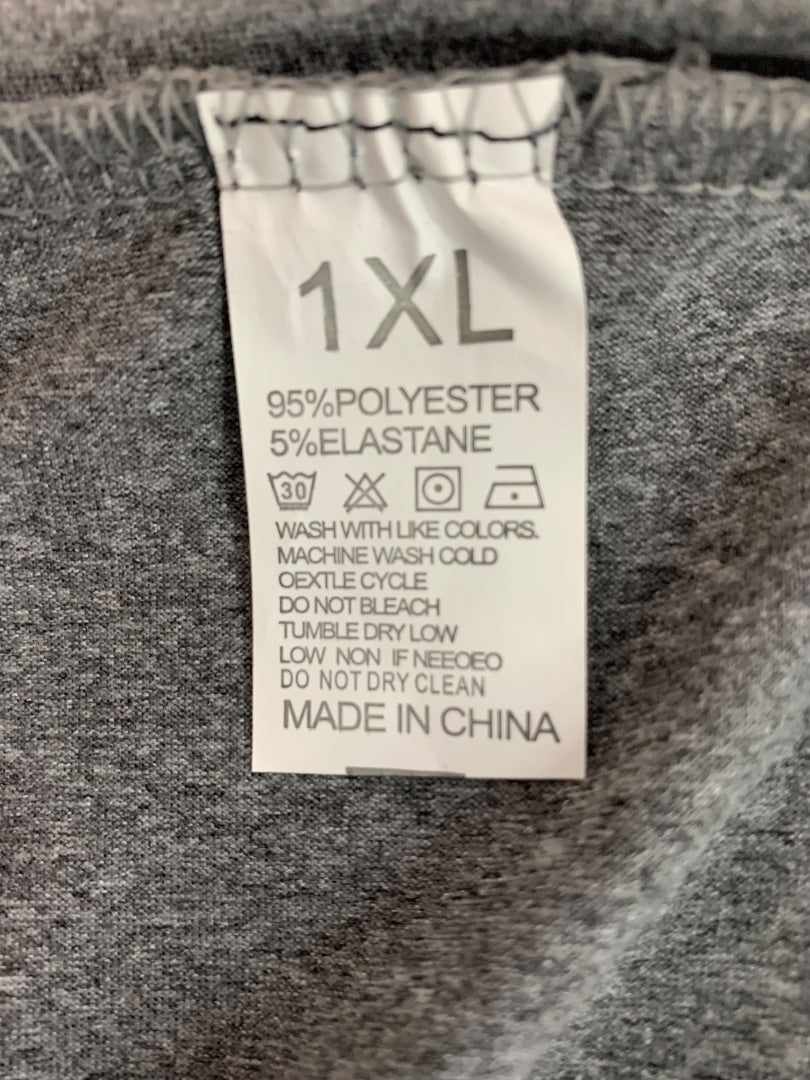 1XL
95%POLYESTER
5%ELASTANE
30
WASH WITH LIKE COLORS.
MACHINE WASH COLD
OEXTLE CYCLE
DO NOT BLEACH
TUMBLE DRY LOW
LOW NON IF NEEOEO
DO NOT DRY CLEAN
MADE IN CHINA